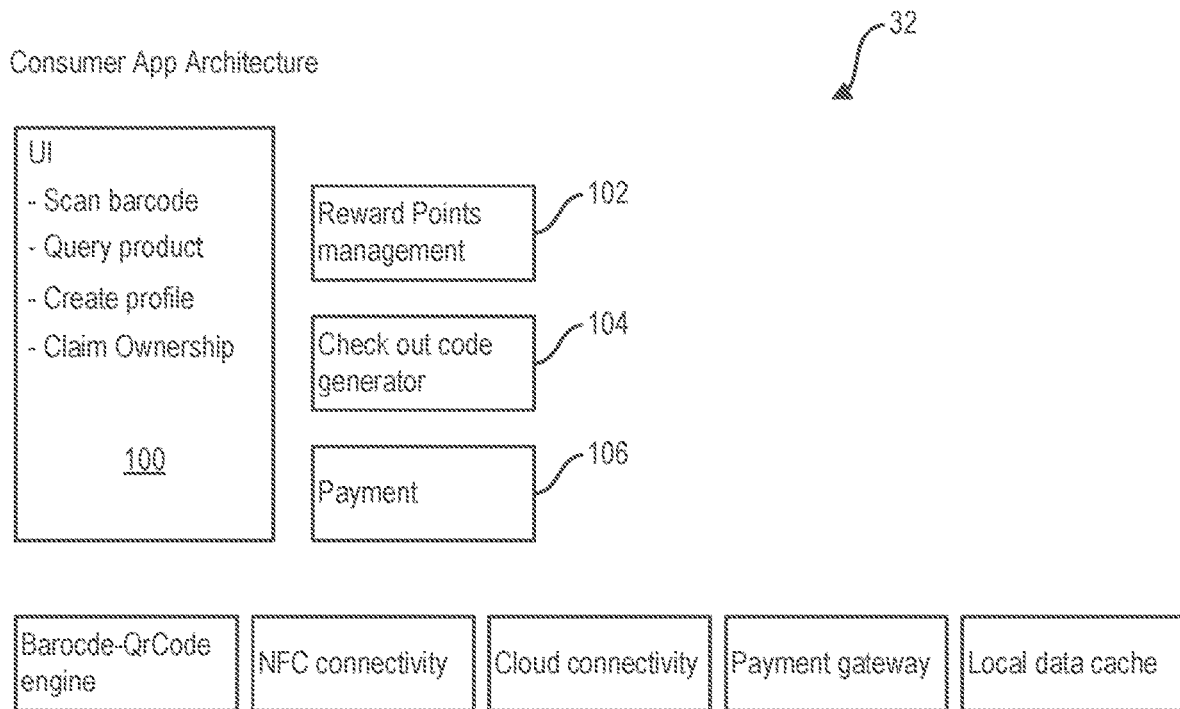 32
Consumer App Architecture
UI
- Scan barcode
- Query product
- Create profile
- Claim Ownership
100
Reward Points
management
102
Check out code
generator
104
Payment
106
Barocde-QrCode
engine
NFC connectivity
Cloud connectivity
Payment gateway
Local data cache